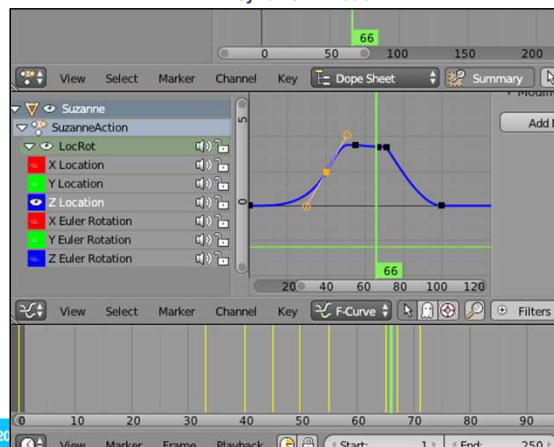 66
0 50 100 150 200
View Select Marker Channel Key Dope Sheet Summary
Suzanne
SuzanneAction
LocRot
X Location
Y Location
Z Location
X Euler Rotation
Y Euler Rotation
Z Euler Rotation
5
0
Add
66
20 40 60 80 100 120
View Select Marker Channel Key F-Curve Filters
0 10 20 30 40 50 60 70 80 90
20
View Marker Frame Playback Start: 1 End: 250